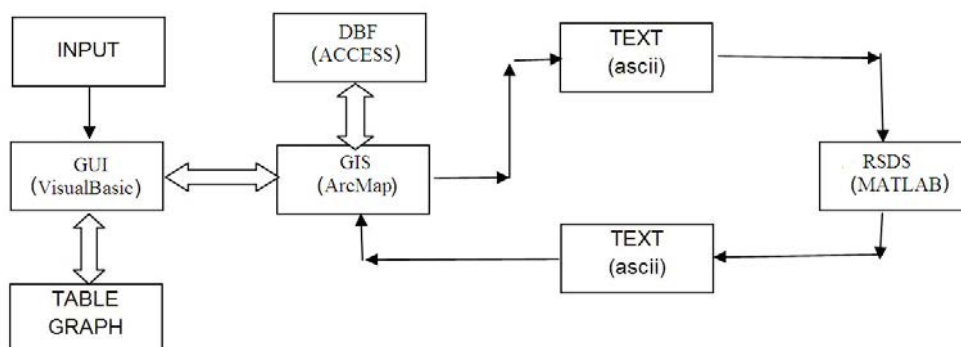 INPUT
DBF
(ACCESS)
TEXT
(ascii)
GUI
(VisualBasic)
GIS
(ArcMap)
RSDS
(MATLAB)
TEXT
(ascii)
TABLE
GRAPH